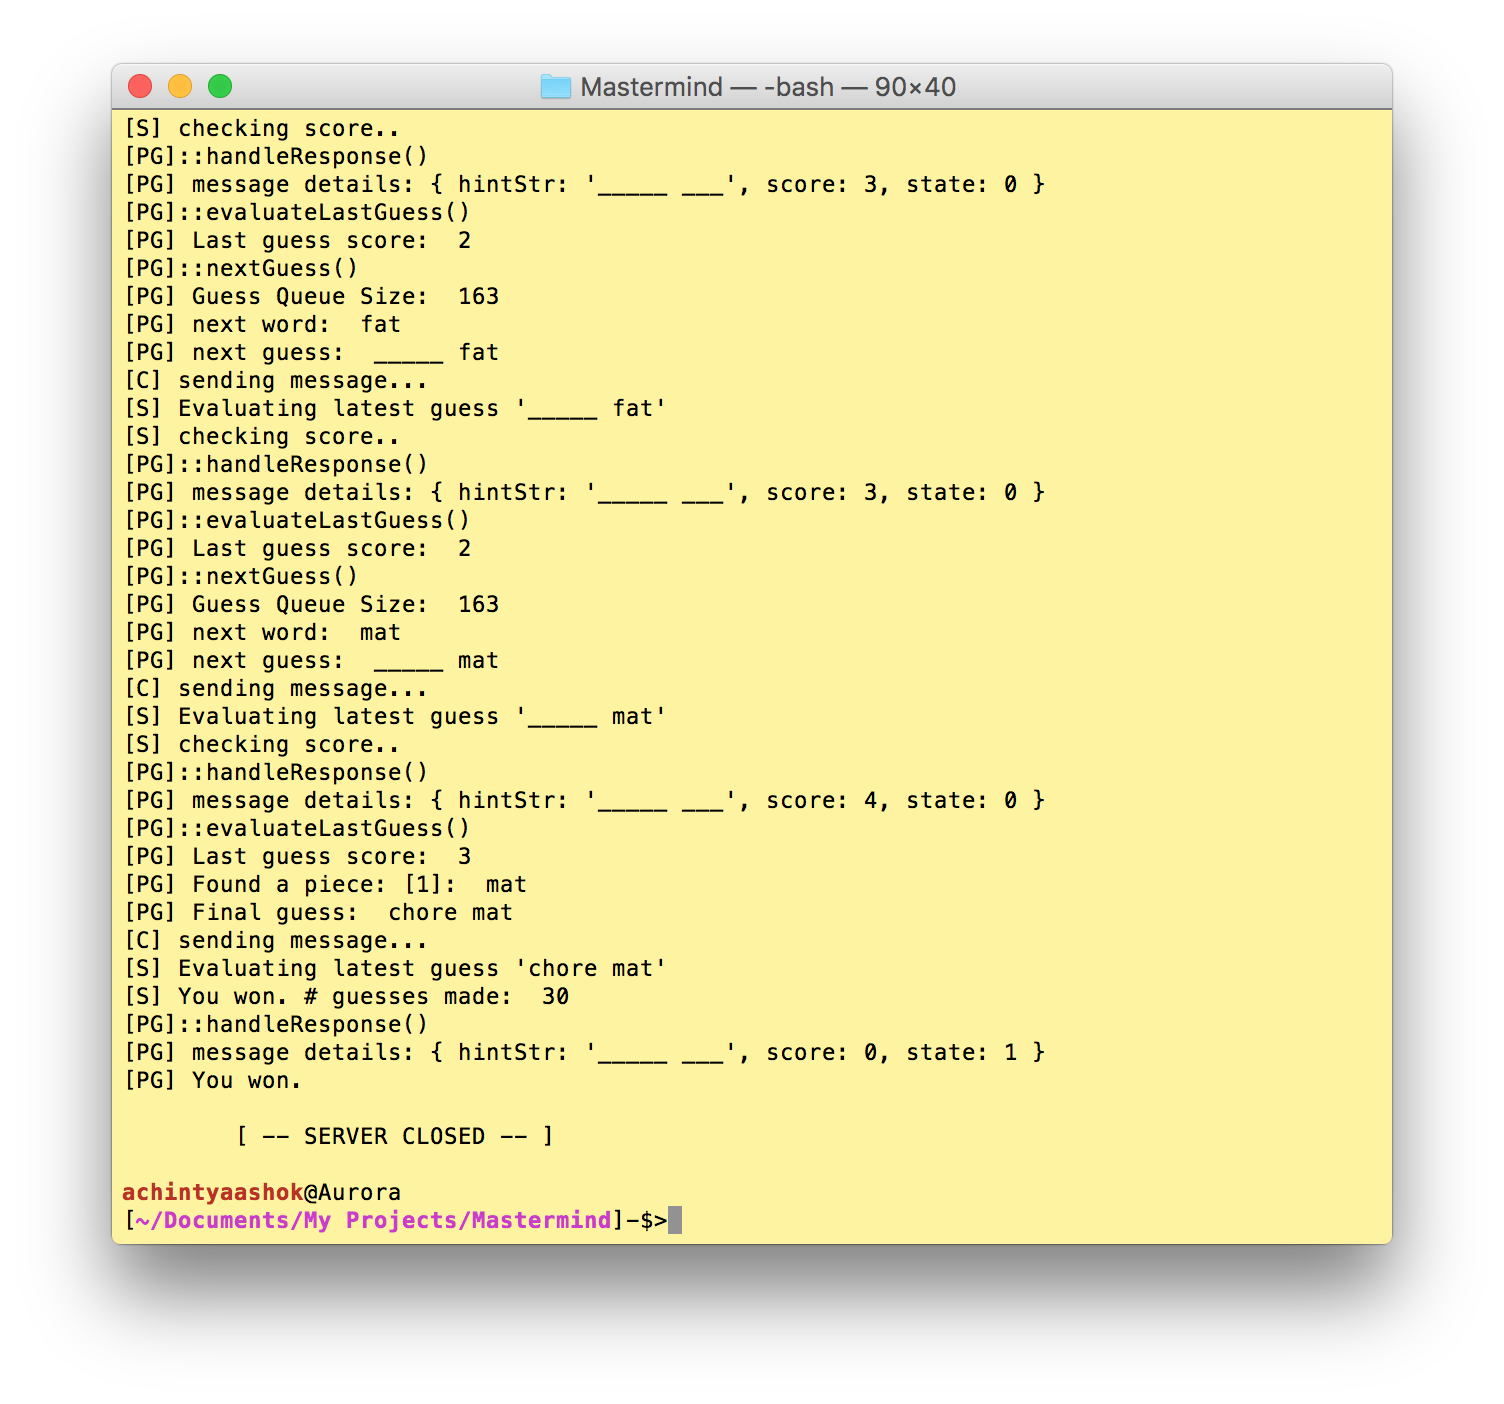 Mastermind — -bash — 90×40
[S] checking score..
[PG]::handleResponse()
[PG] message details: { hintStr: '_____ ___', score: 3, state: 0 }
[PG]::evaluateLastGuess()
[PG] Last guess score:  2
[PG]::nextGuess()
[PG] Guess Queue Size:  163
[PG] next word:  fat
[PG] next guess:  _____ fat
[C] sending message...
[S] Evaluating latest guess '_____ fat'
[S] checking score..
[PG]::handleResponse()
[PG] message details: { hintStr: '_____ ___', score: 3, state: 0 }
[PG]::evaluateLastGuess()
[PG] Last guess score:  2
[PG]::nextGuess()
[PG] Guess Queue Size:  163
[PG] next word:  mat
[PG] next guess:  _____ mat
[C] sending message...
[S] Evaluating latest guess '_____ mat'
[S] checking score..
[PG]::handleResponse()
[PG] message details: { hintStr: '_____ ___', score: 4, state: 0 }
[PG]::evaluateLastGuess()
[PG] Last guess score:  3
[PG] Found a piece: [1]:  mat
[PG] Final guess:  chore mat
[C] sending message...
[S] Evaluating latest guess 'chore mat'
[S] You won. # guesses made:  30
[PG]::handleResponse()
[PG] message details: { hintStr: '_____ ___', score: 0, state: 1 }
[PG] You won.
[ -- SERVER CLOSED -- ]
achintyaashok@Aurora
[~/Documents/My Projects/Mastermind]-$>